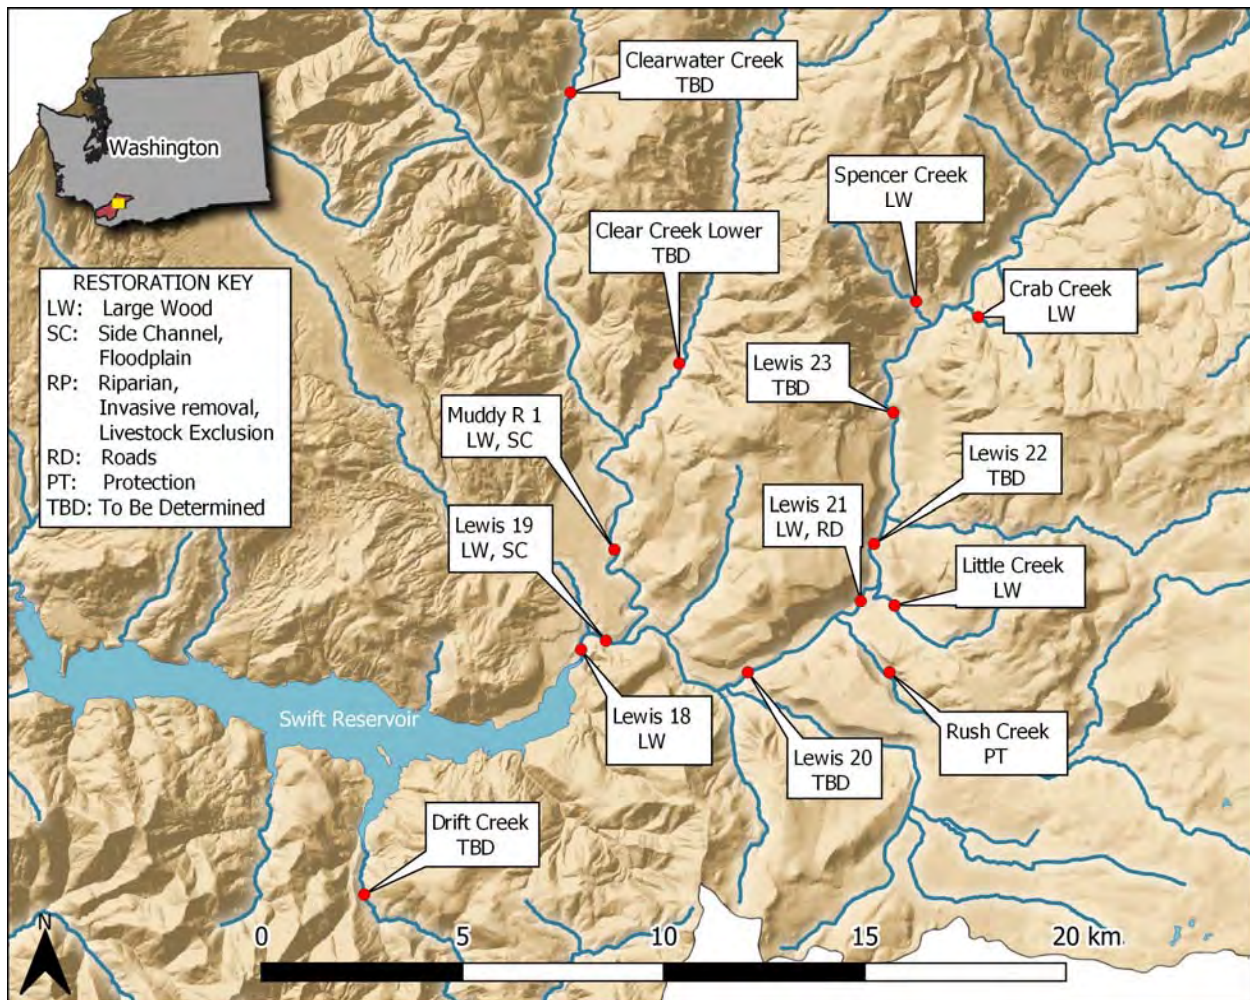 Clearwater Creek
TBD
Washington
Spencer Creek
LW
Clear Creek Lower
TBD
RESTORATION KEY
LW: Large Wood
SC: Side Channel,
Floodplain
RP: Riparian,
Invasive removal,
Livestock Exclusion
RD: Roads
PT: Protection
TBD: To Be Determined
Crab Creek
LW
Lewis 23
TBD
Muddy R 1
LW, SC
Lewis 22
TBD
Lewis 21
LW, RD
Lewis 19
LW, SC
Little Creek
LW
Swift Reservoir
Lewis 18
LW
Rush Creek
PT
Lewis 20
TBD
Drift Creek
TBD
N
0 5 10 15 20 km